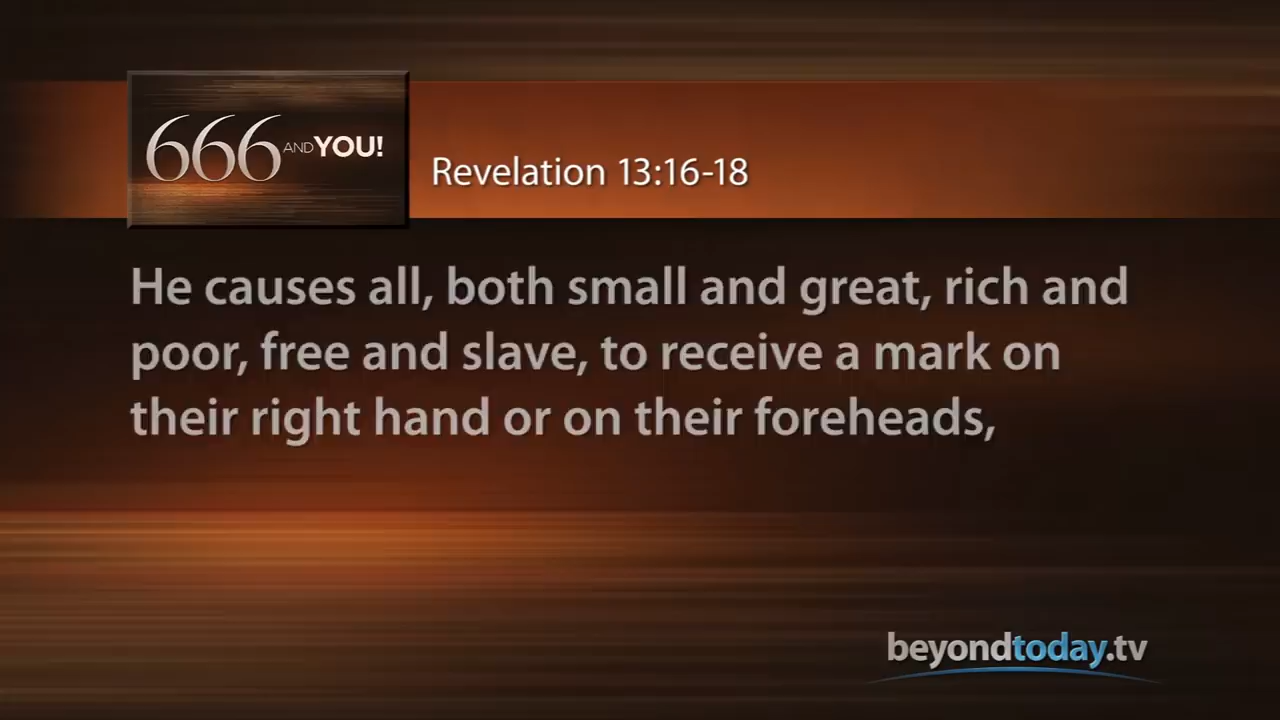 666 AND YOU!
Revelation 13:16-18
He causes all, both small and great, rich and
poor, free and slave, to receive a mark on
their right hand or on their foreheads,
beyondtoday.tv